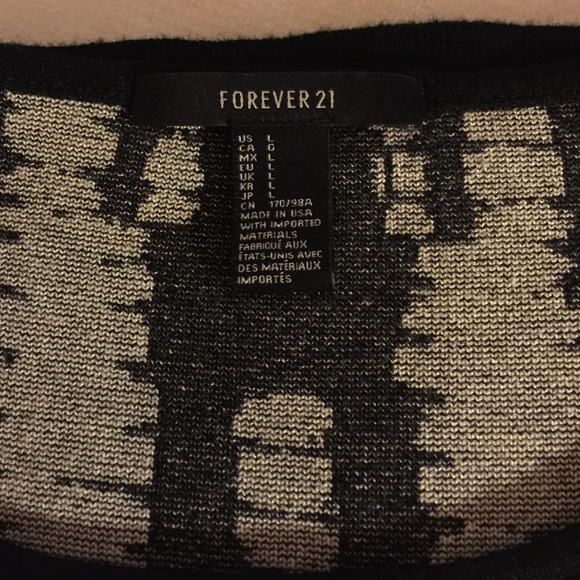 FOREVER 21
US L
CA G
MX L
EU L
UK L
KR L
JP L
CN 170/98A
MADE IN USA
WITH IMPORTED
MATERIALS
FABRIQUÉ AUX
ÉTATS-UNIS AVEC
DES MATÉRIAUX
IMPORTÉS